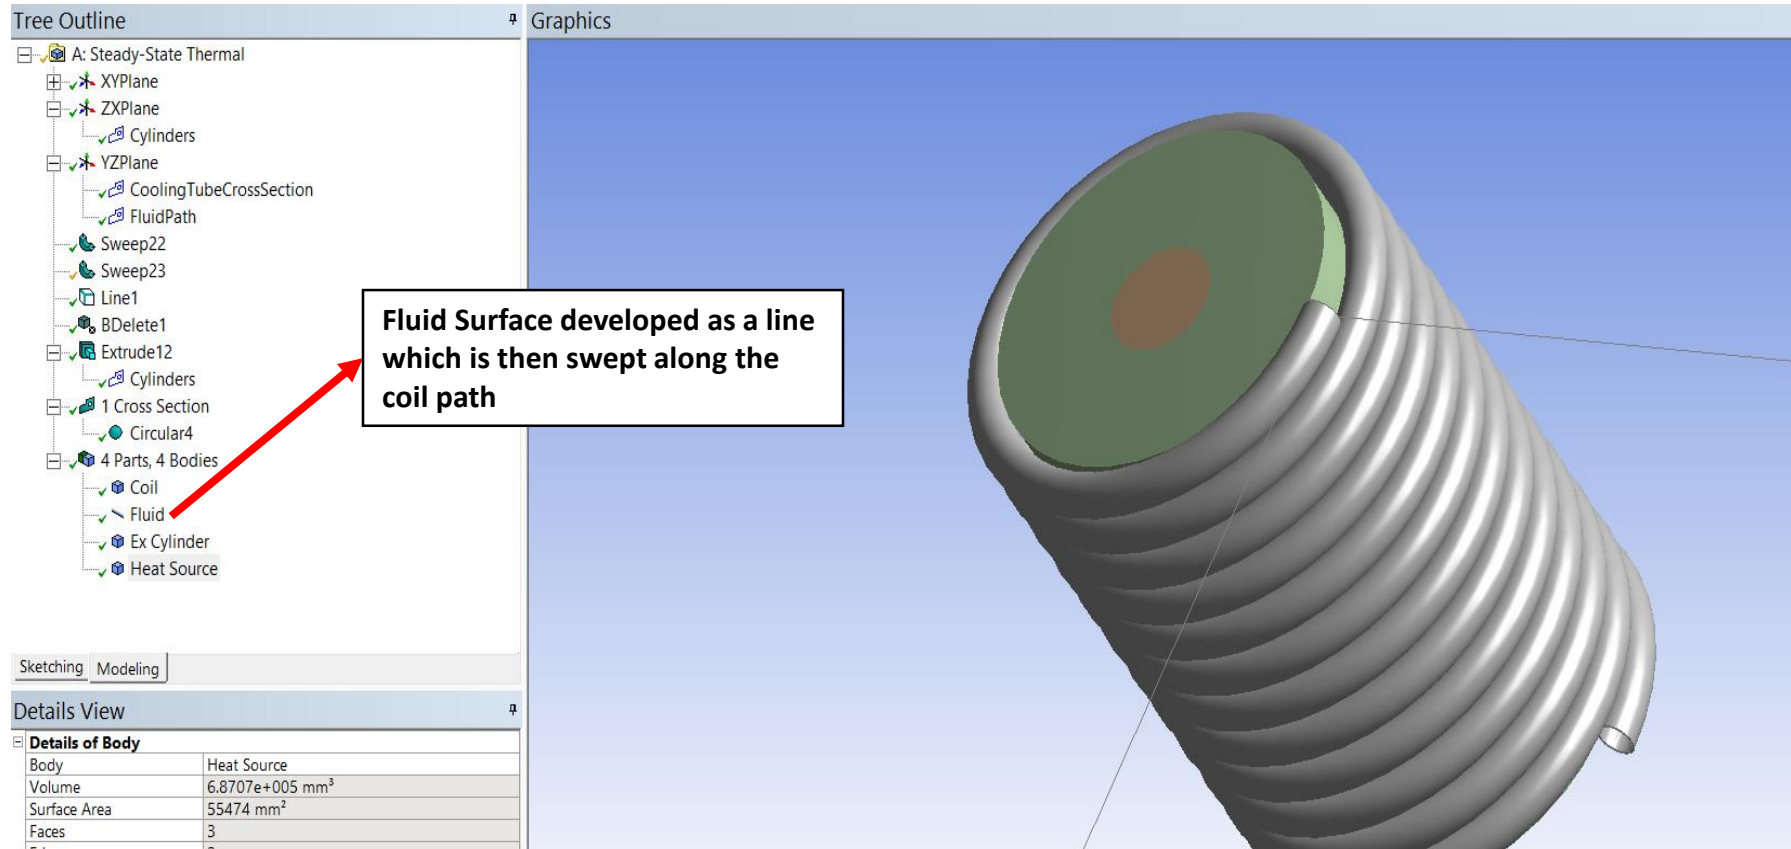 Tree Outline
Graphics
A: Steady-State Thermal
XYPlane
ZXPlane
Cylinders
YZPlane
CoolingTubeCrossSection
FluidPath
Sweep22
Sweep23
Line1
BDelete1
Extrude12
Cylinders
1 Cross Section
Circular4
4 Parts, 4 Bodies
Coil
Fluid
Ex Cylinder
Heat Source
Fluid Surface developed as a line
which is then swept along the
coil path
Sketching Modeling
Details View
Details of Body
Body Heat Source
Volume 6.8707e+005 mm³
Surface Area 55474 mm²
Faces 3